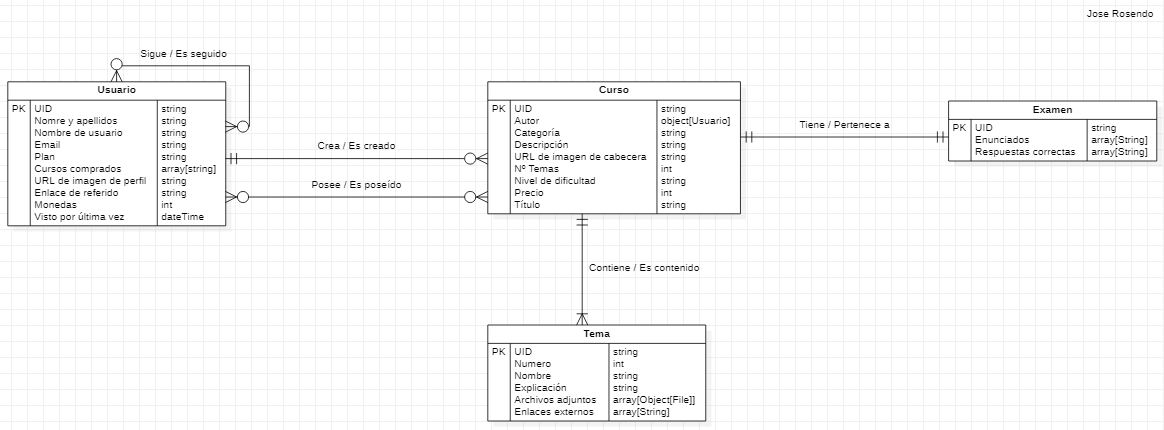 Jose Rosendo
Sigue / Es seguido
Usuario
PK UID string
Nomre y apellidos string
Nombre de usuario string
Email string
Plan string
Cursos comprados array[string]
URL de imagen de perfil string
Enlace de referido string
Monedas int
Visto por última vez dateTime
Crea / Es creado
Posee / Es poseído
Curso
PK UID string
Autor object[Usuario]
Categoría string
Descripción string
URL de imagen de cabecera string
Nº Temas int
Nivel de dificultad string
Precio int
Título string
Tiene / Pertenece a
Examen
PK UID string
Enunciados array[String]
Respuestas correctas array[String]
Contiene / Es contenido
Tema
PK UID string
Numero int
Nombre string
Explicación string
Archivos adjuntos array[Object[File]]
Enlaces externos array[String]